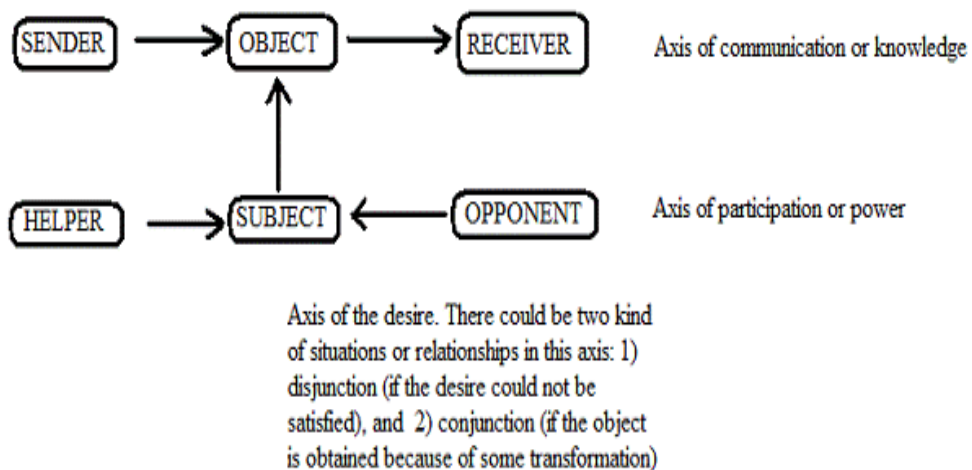 SENDER OBJECT RECEIVER Axis of communication or knowledge
HELPER SUBJECT OPPONENT Axis of participation or power
Axis of the desire. There could be two kind
of situations or relationships in this axis: 1)
disjunction (if the desire could not be
satisfied), and 2) conjunction (if the object
is obtained because of some transformation)